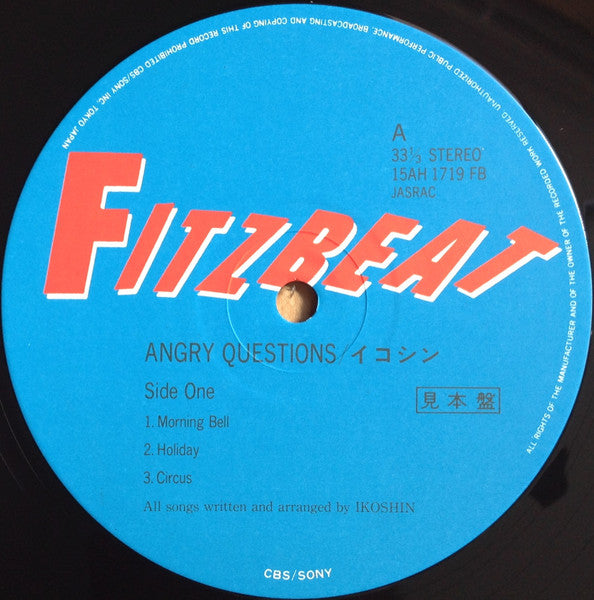 UNAUTHORIZED PUBLIC PERFORMANCE, BROADCASTING AND COPYING OF THIS RECORD PROHIBITED CBS/SONY INC. TOKYO JAPAN
ALL RIGHTS OF THE MANUFACTURER AND OF THE OWNER OF THE RECORDED WORK RESERVED
A
33⅓ STEREO
15AH 1719 FB
JASRAC
FITZBEAT
ANGRY QUESTIONS/イコシン
Side One
見本盤
1. Morning Bell
2. Holiday
3. Circus
All songs written and arranged by IKOSHIN
CBS/SONY